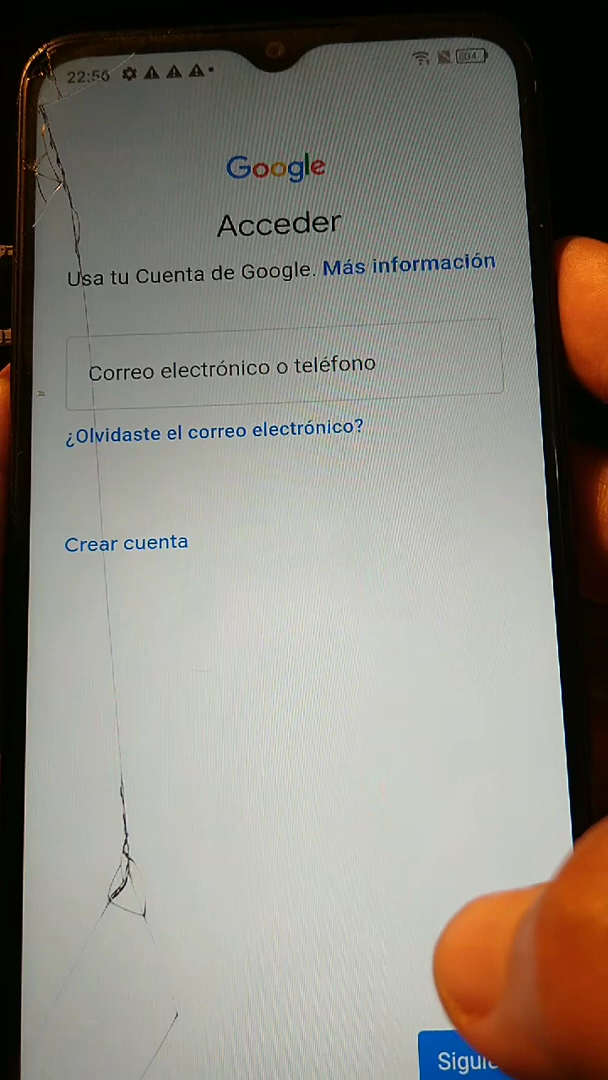 22:56
Google
Acceder
Usa tu Cuenta de Google. Más información
Correo electrónico o teléfono
¿Olvidaste el correo electrónico?
Crear cuenta